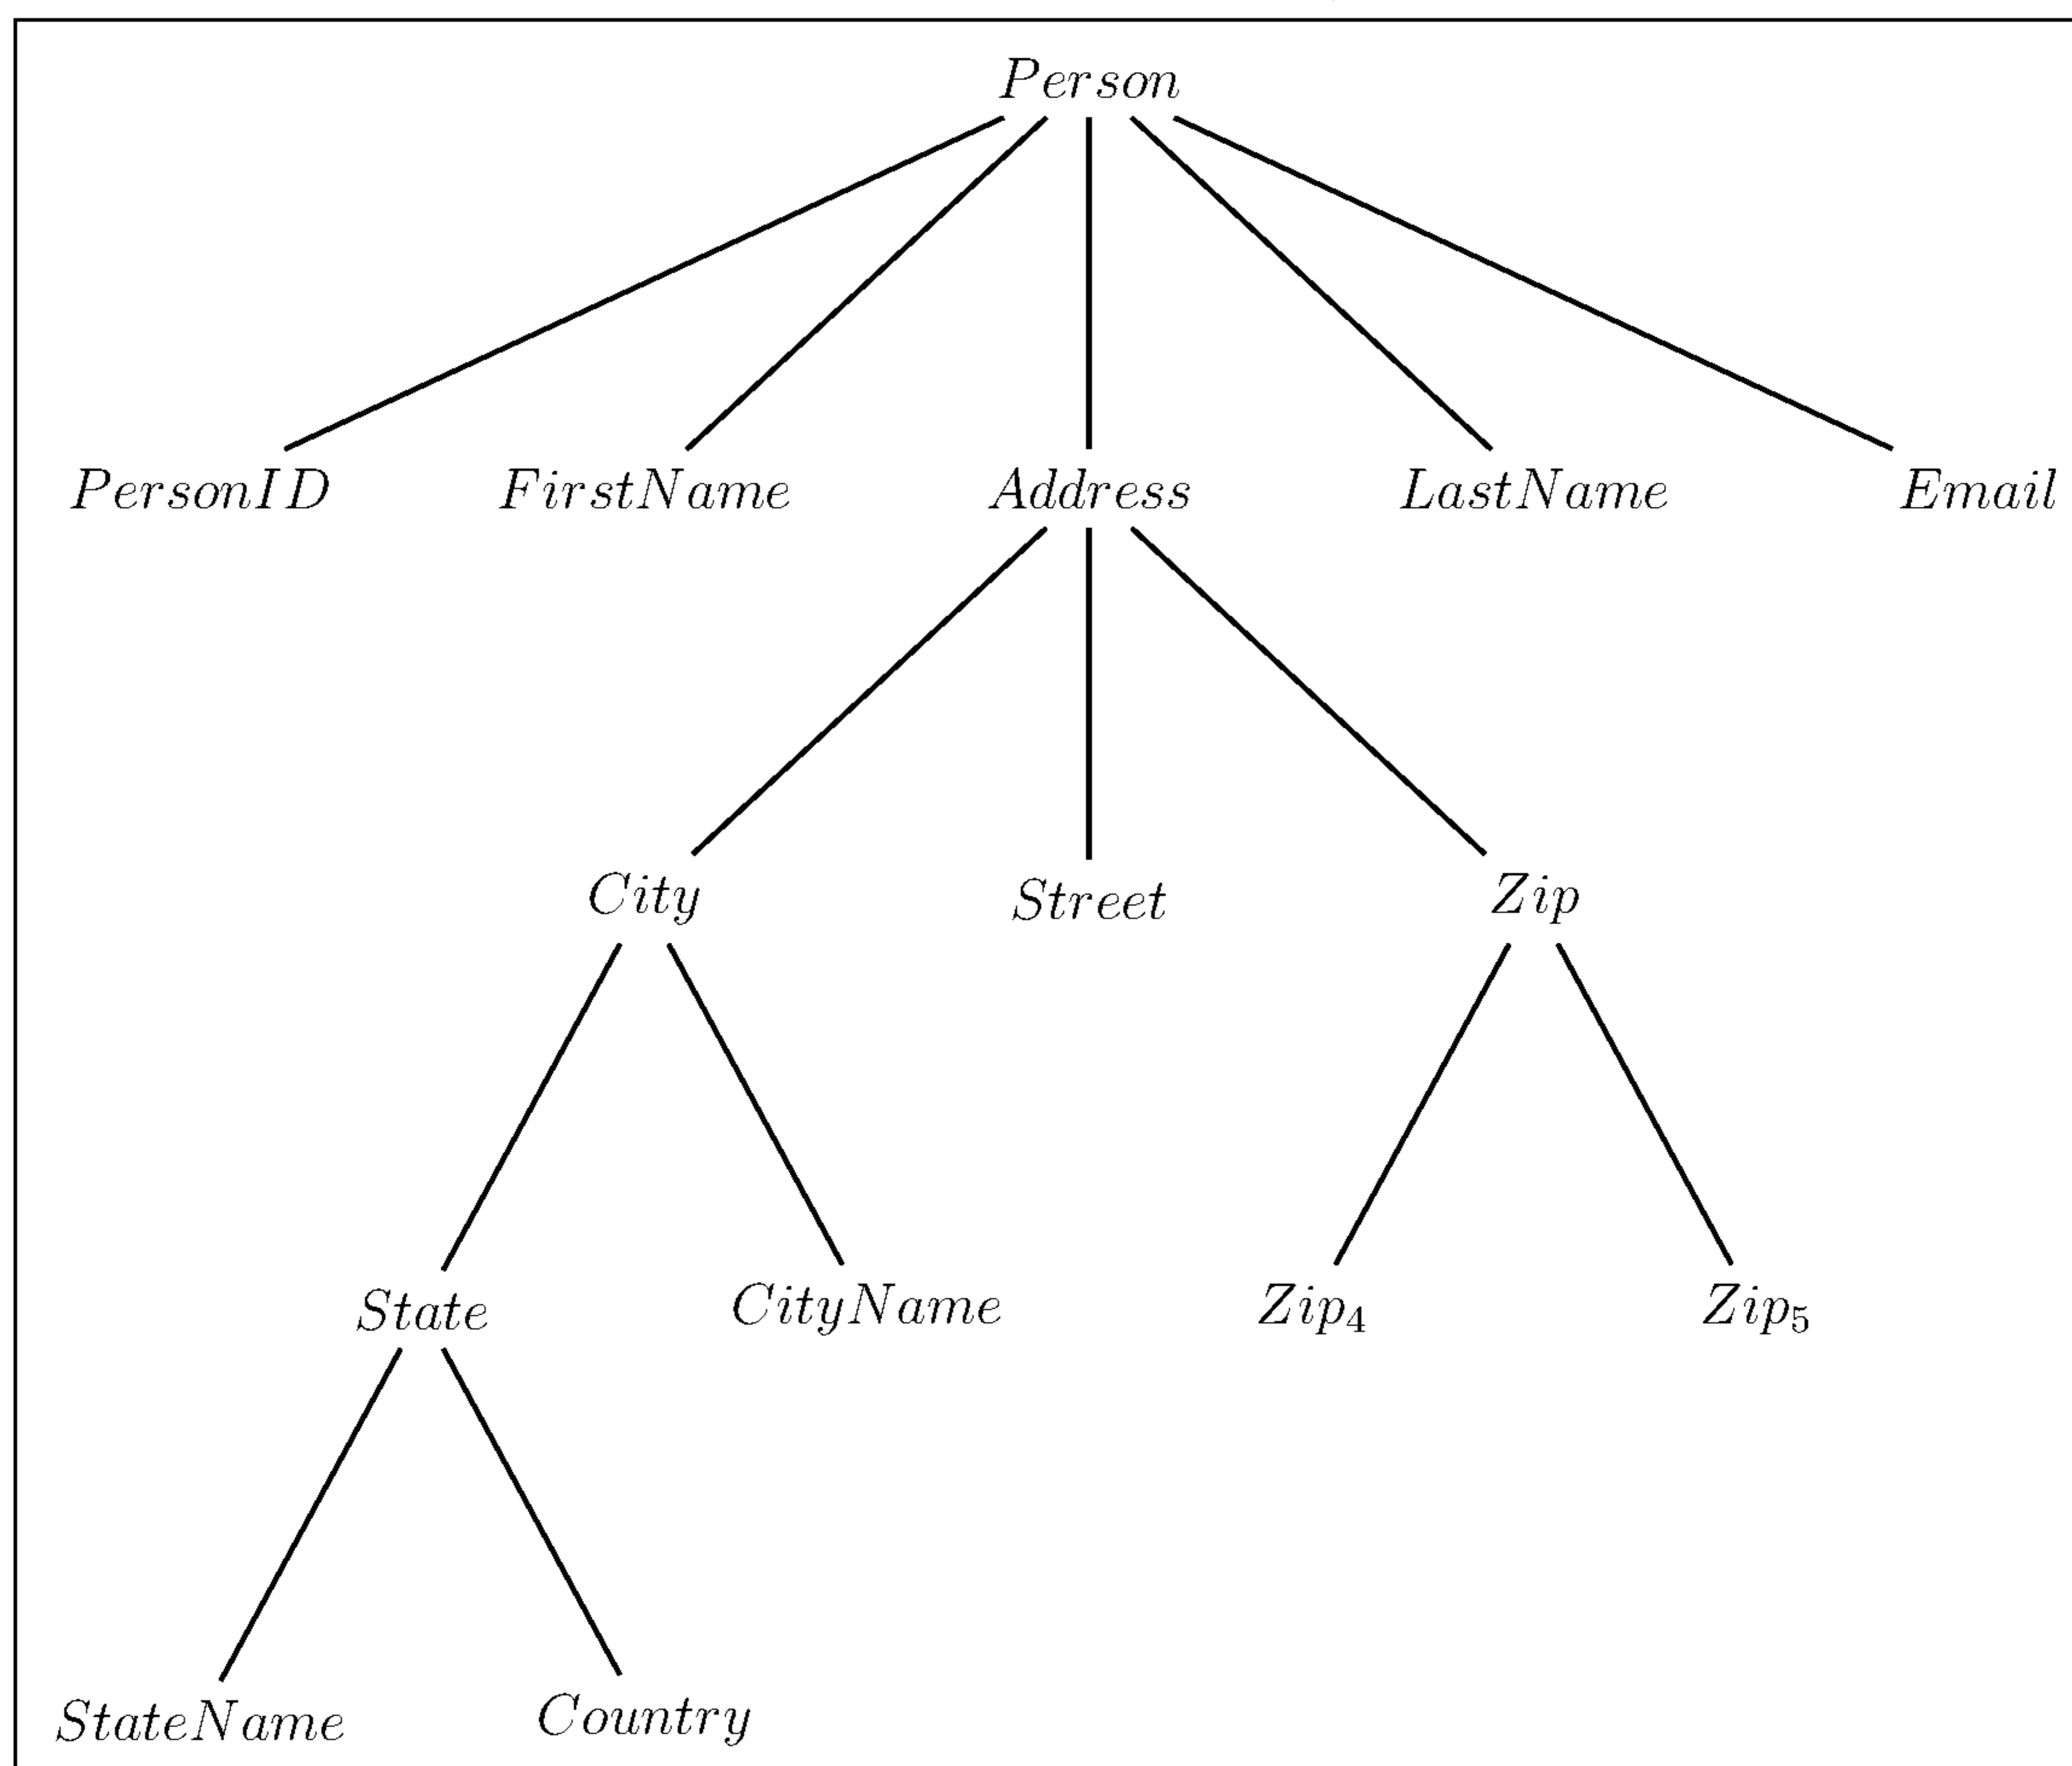 Person
PersonID FirstName Address LastName Email
City Street Zip
State CityName Zip₄ Zip₅
StateName Country